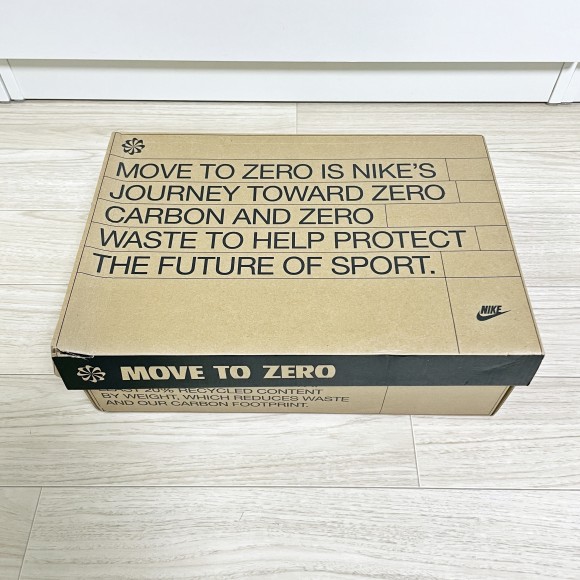 MOVE TO ZERO IS NIKE'S
JOURNEY TOWARD ZERO
CARBON AND ZERO
WASTE TO HELP PROTECT
THE FUTURE OF SPORT.
NIKE
MOVE TO ZERO
20% RECYCLED CONTENT
BY WEIGHT, WHICH REDUCES WASTE
AND OUR CARBON FOOTPRINT.